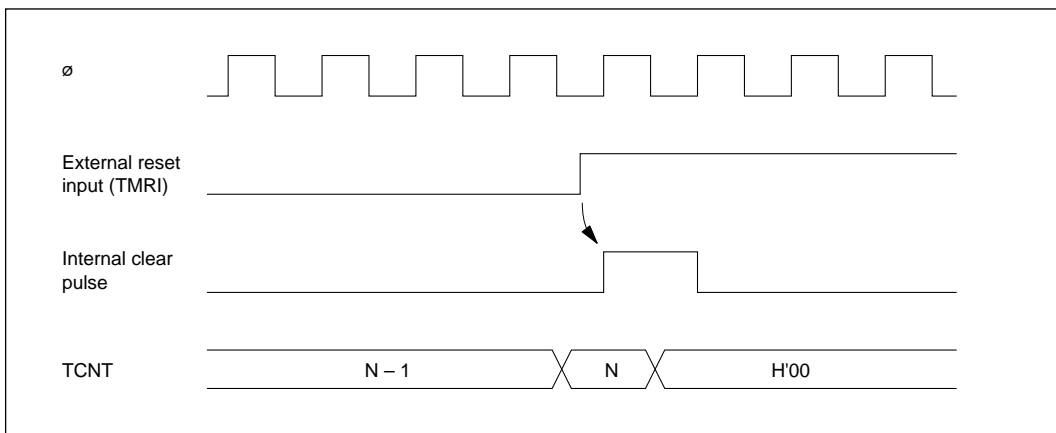 ø
External reset
input (TMRI)
Internal clear
pulse
TCNT
N – 1
N
H'00